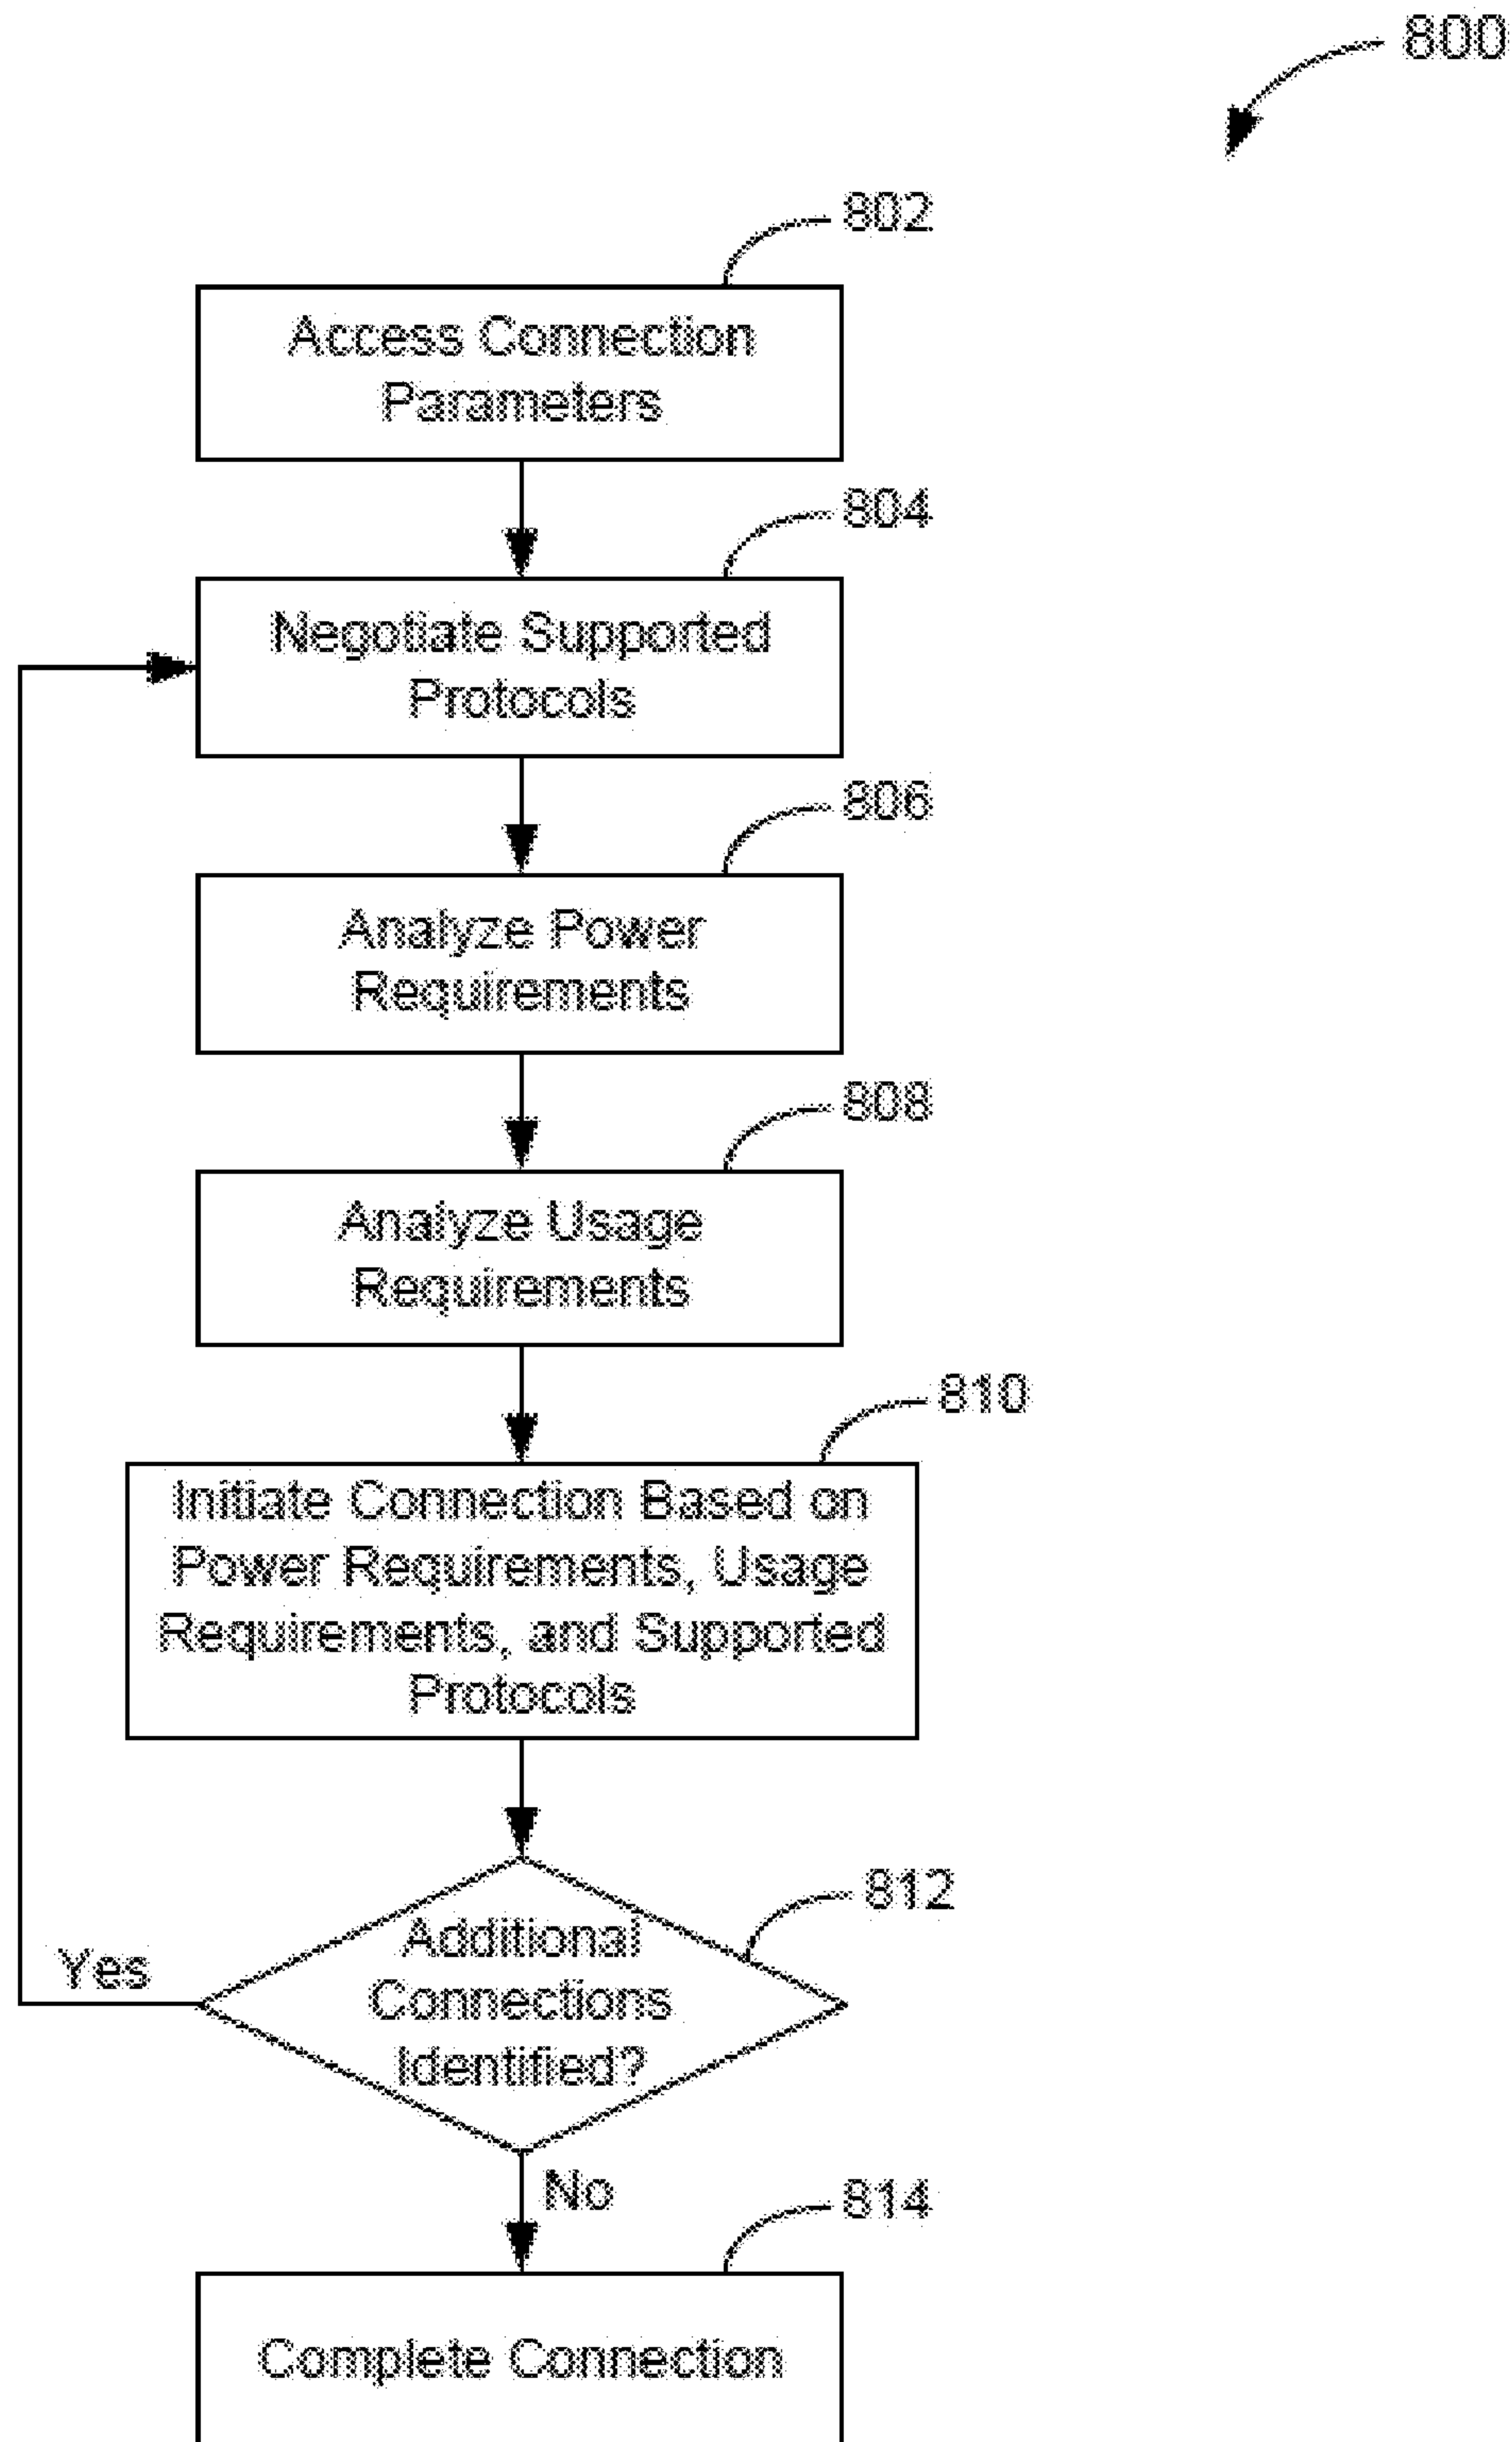 800
802
Access Connection
Parameters
804
Negotiate Supported
Protocols
806
Analyze Power
Requirements
808
Analyze Usage
Requirements
810
Initiate Connection Based on
Power Requirements, Usage
Requirements, and Supported
Protocols
812
Additional
Connections
Identified?
Yes
No
814
Complete Connection